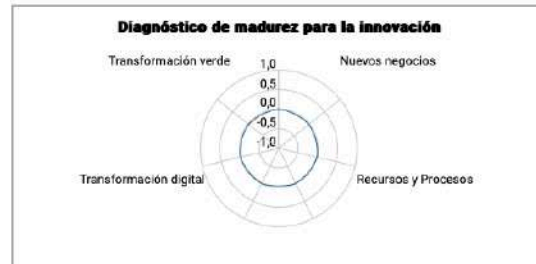 Diagnóstico de madurez para la innovación
Transformación verde
1,0
Nuevos negocios
0,5
0,0
-0,5
-1,0
Transformación digital
Recursos y Procesos